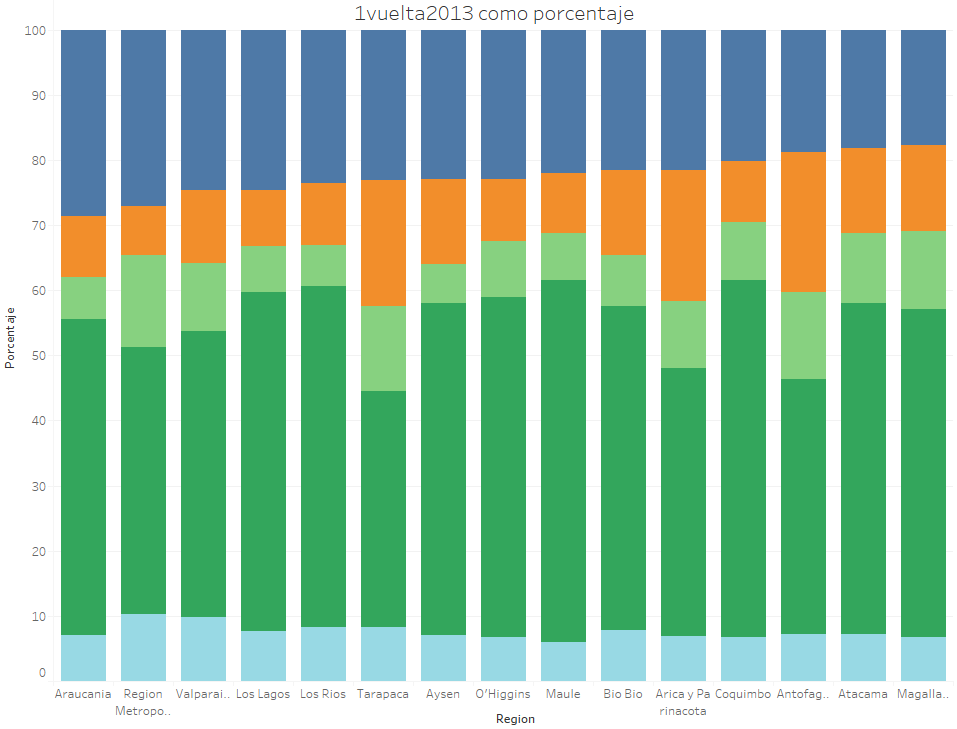 1vuelta2013 como porcentaje
100
90
80
70
60
50
40
30
20
10
0
Porcentaje
Araucania
Region
Metropo..
Valparai..
Los Lagos
Los Rios
Tarapaca
Aysen
O'Higgins
Maule
Bio Bio
Arica y Pa
rinacota
Coquimbo
Antofag..
Atacama
Magalla..
Region